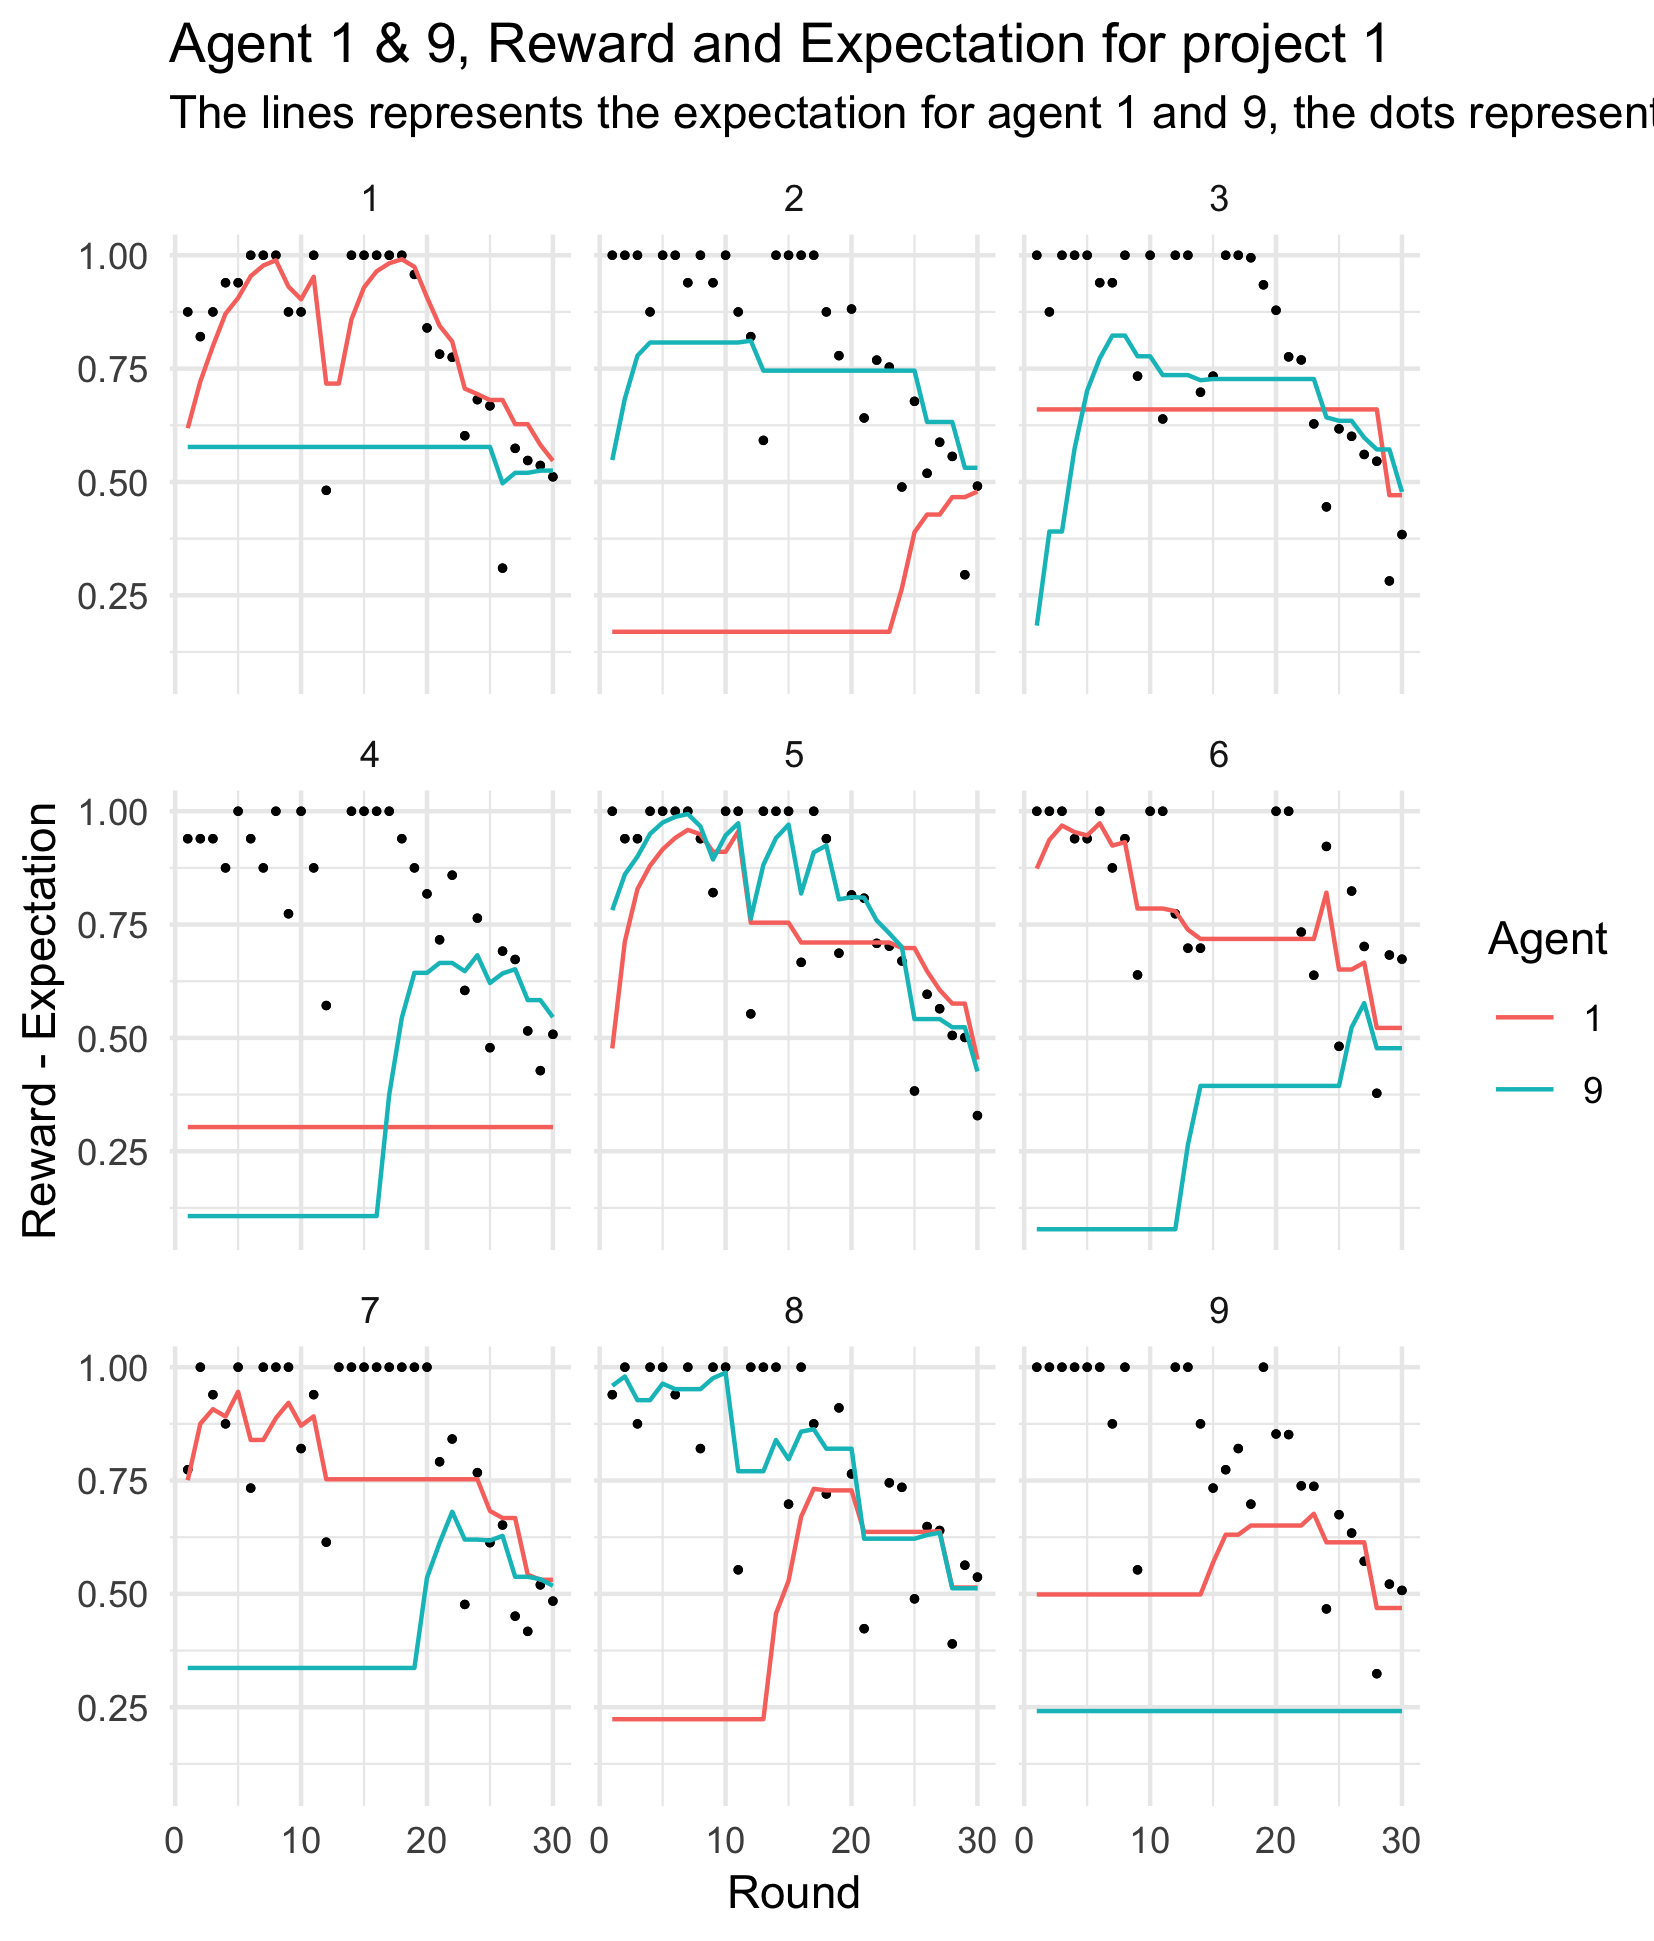 Agent 1 & 9, Reward and Expectation for project 1
The lines represents the expectation for agent 1 and 9, the dots represent
1
2
3
1.00
0.75
0.50
0.25
4
5
6
1.00
0.75
0.50
0.25
7
8
9
1.00
0.75
0.50
0.25
0 10 20 30
0 10 20 30
0 10 20 30
Round
Reward - Expectation
Agent
1
9